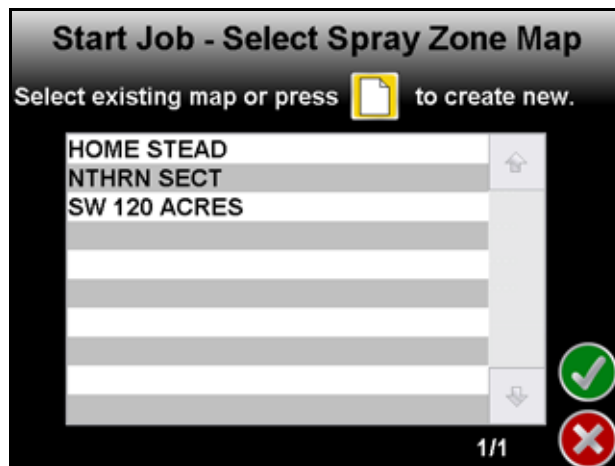 Start Job - Select Spray Zone Map
Select existing map or press to create new.
HOME STEAD
NTHRN SECT
SW 120 ACRES
1/1